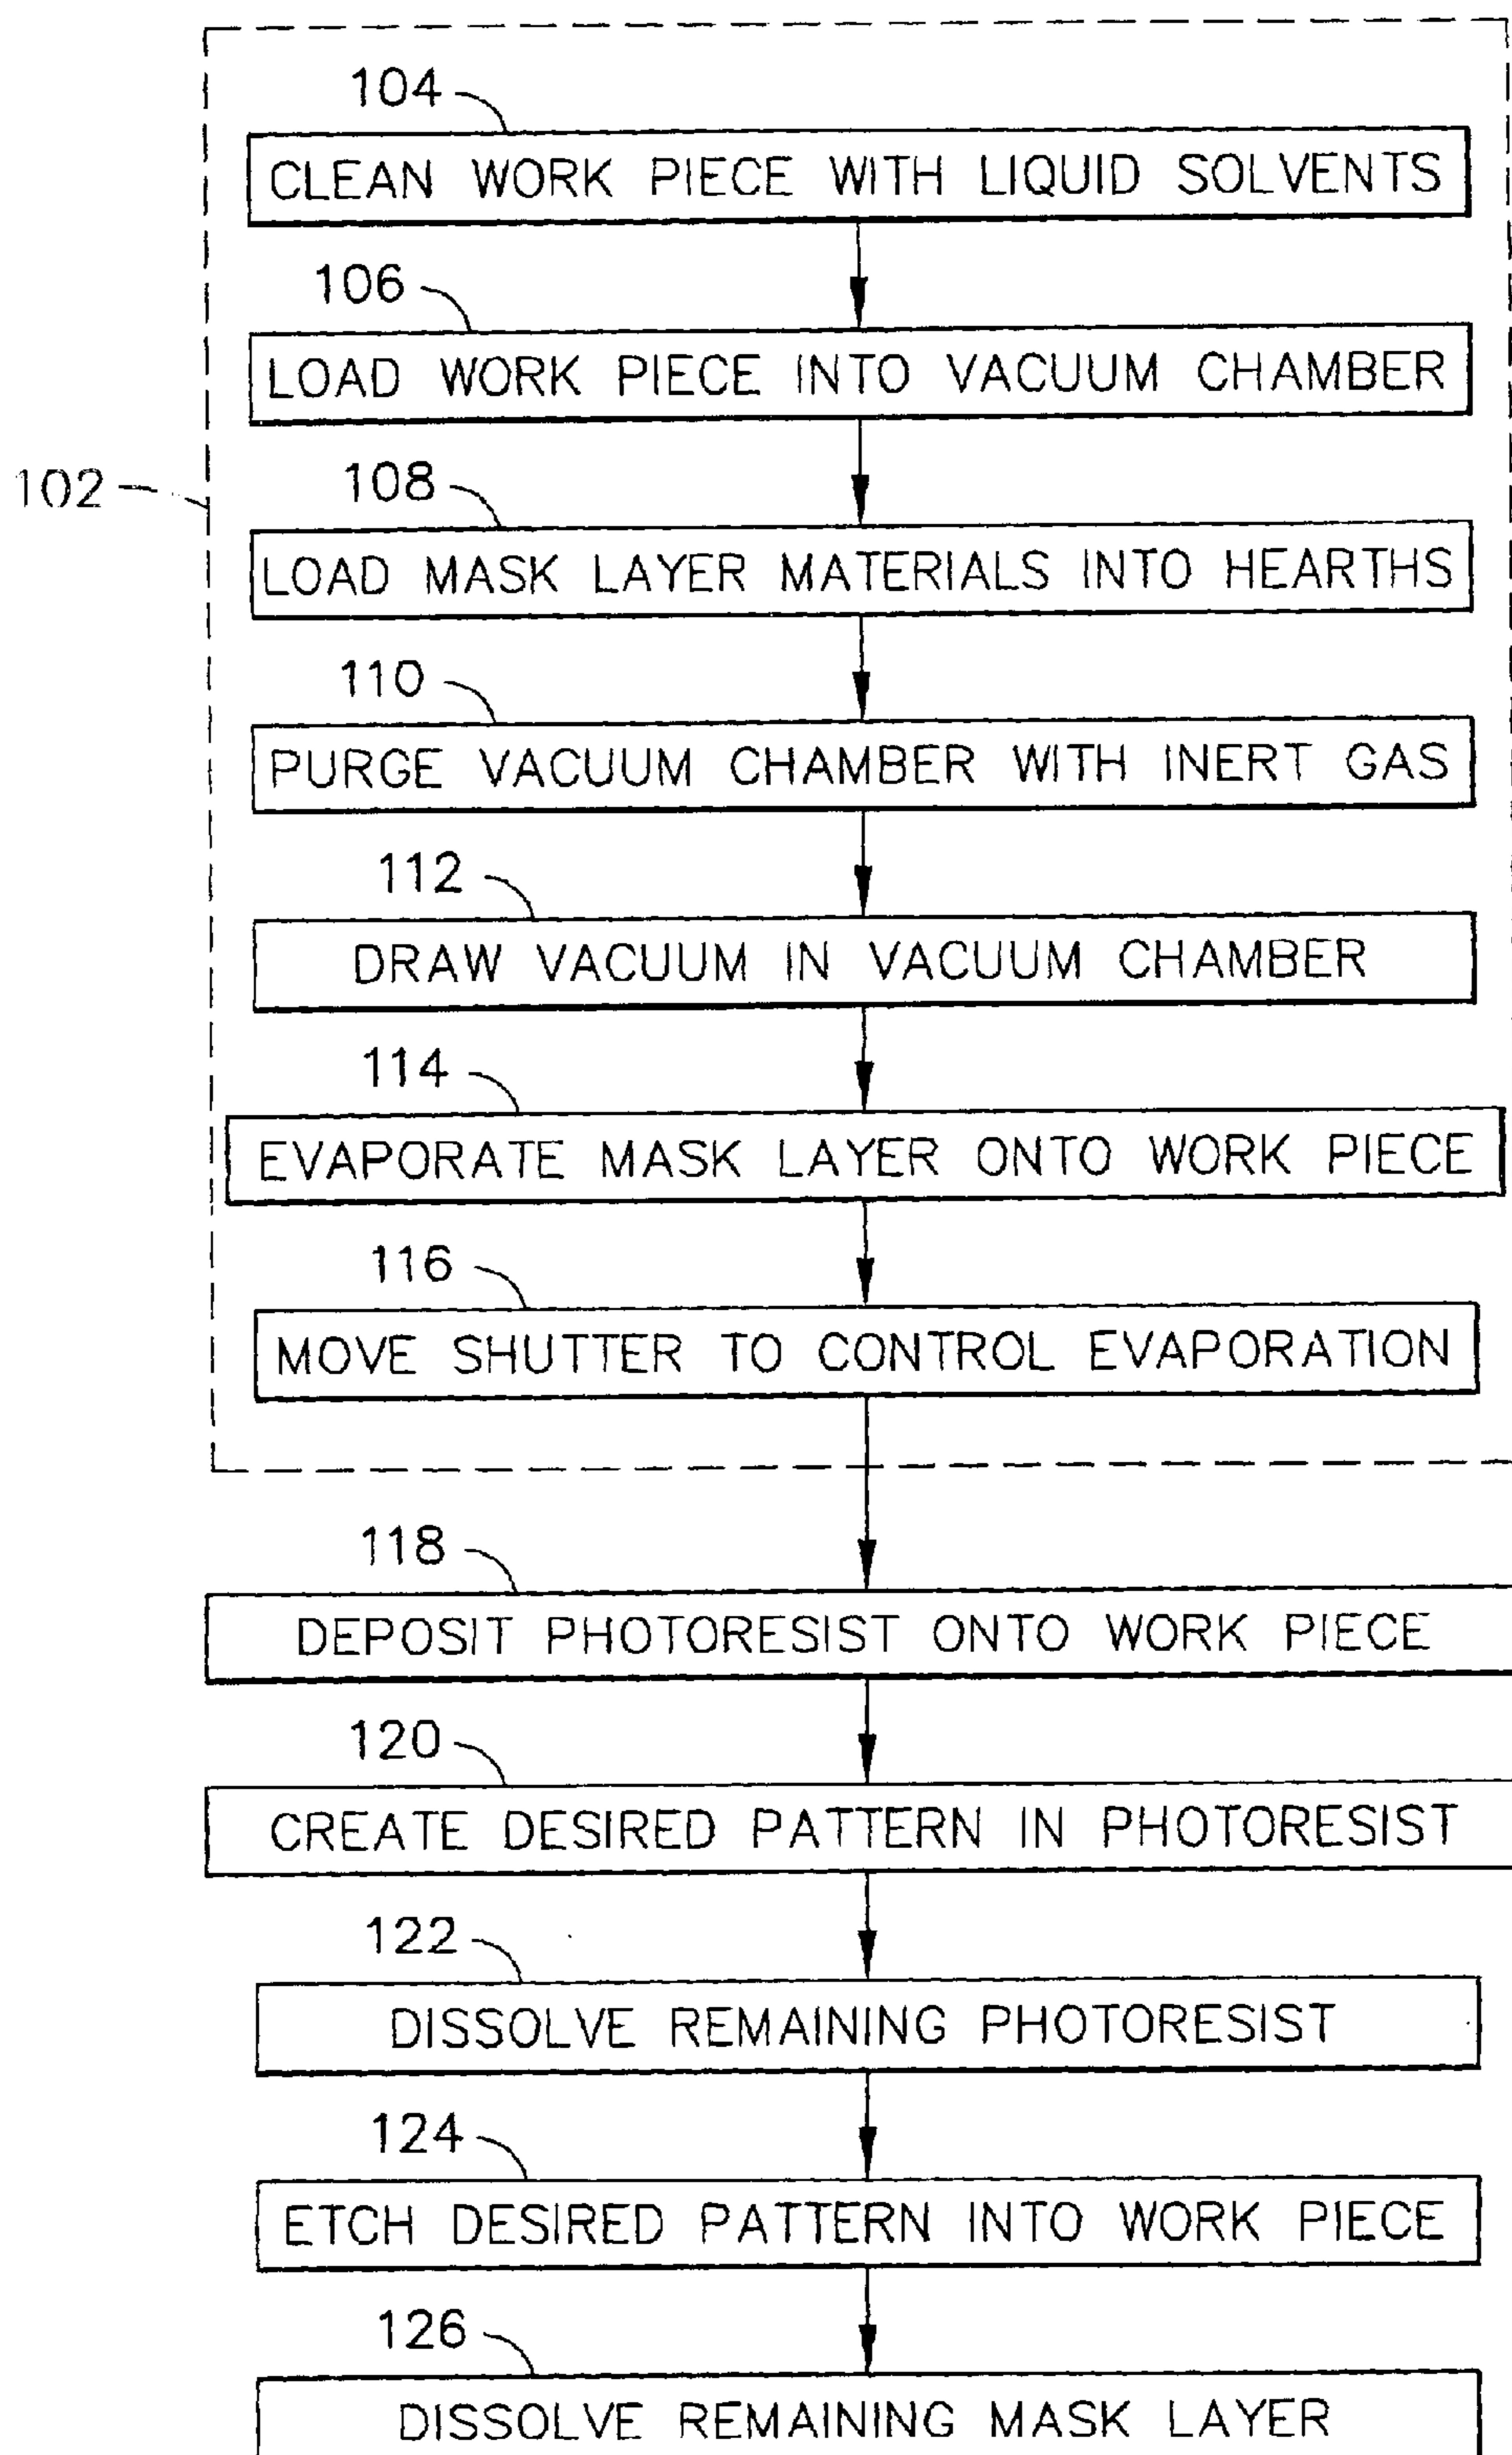 104
CLEAN WORK PIECE WITH LIQUID SOLVENTS
106
LOAD WORK PIECE INTO VACUUM CHAMBER
102
108
LOAD MASK LAYER MATERIALS INTO HEARTHS
110
PURGE VACUUM CHAMBER WITH INERT GAS
112
DRAW VACUUM IN VACUUM CHAMBER
114
EVAPORATE MASK LAYER ONTO WORK PIECE
116
MOVE SHUTTER TO CONTROL EVAPORATION
118
DEPOSIT PHOTORESIST ONTO WORK PIECE
120
CREATE DESIRED PATTERN IN PHOTORESIST
122
DISSOLVE REMAINING PHOTORESIST
124
ETCH DESIRED PATTERN INTO WORK PIECE
126
DISSOLVE REMAINING MASK LAYER